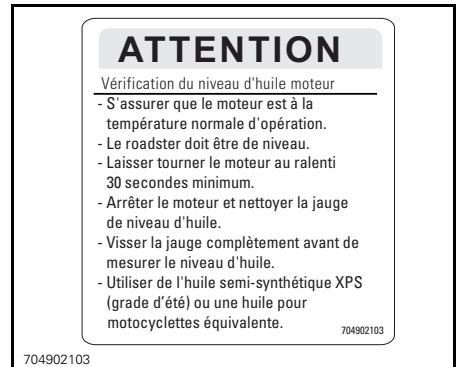 ATTENTION
Vérification du niveau d'huile moteur
- S'assurer que le moteur est à la
température normale d'opération.
- Le roadster doit être de niveau.
- Laisser tourner le moteur au ralenti
30 secondes minimum.
- Arrêter le moteur et nettoyer la jauge
de niveau d'huile.
- Visser la jauge complètement avant de
mesurer le niveau d'huile.
- Utiliser de l'huile semi-synthétique XPS
(grade d'été) ou une huile pour
motocyclettes équivalente.
704902103
704902103